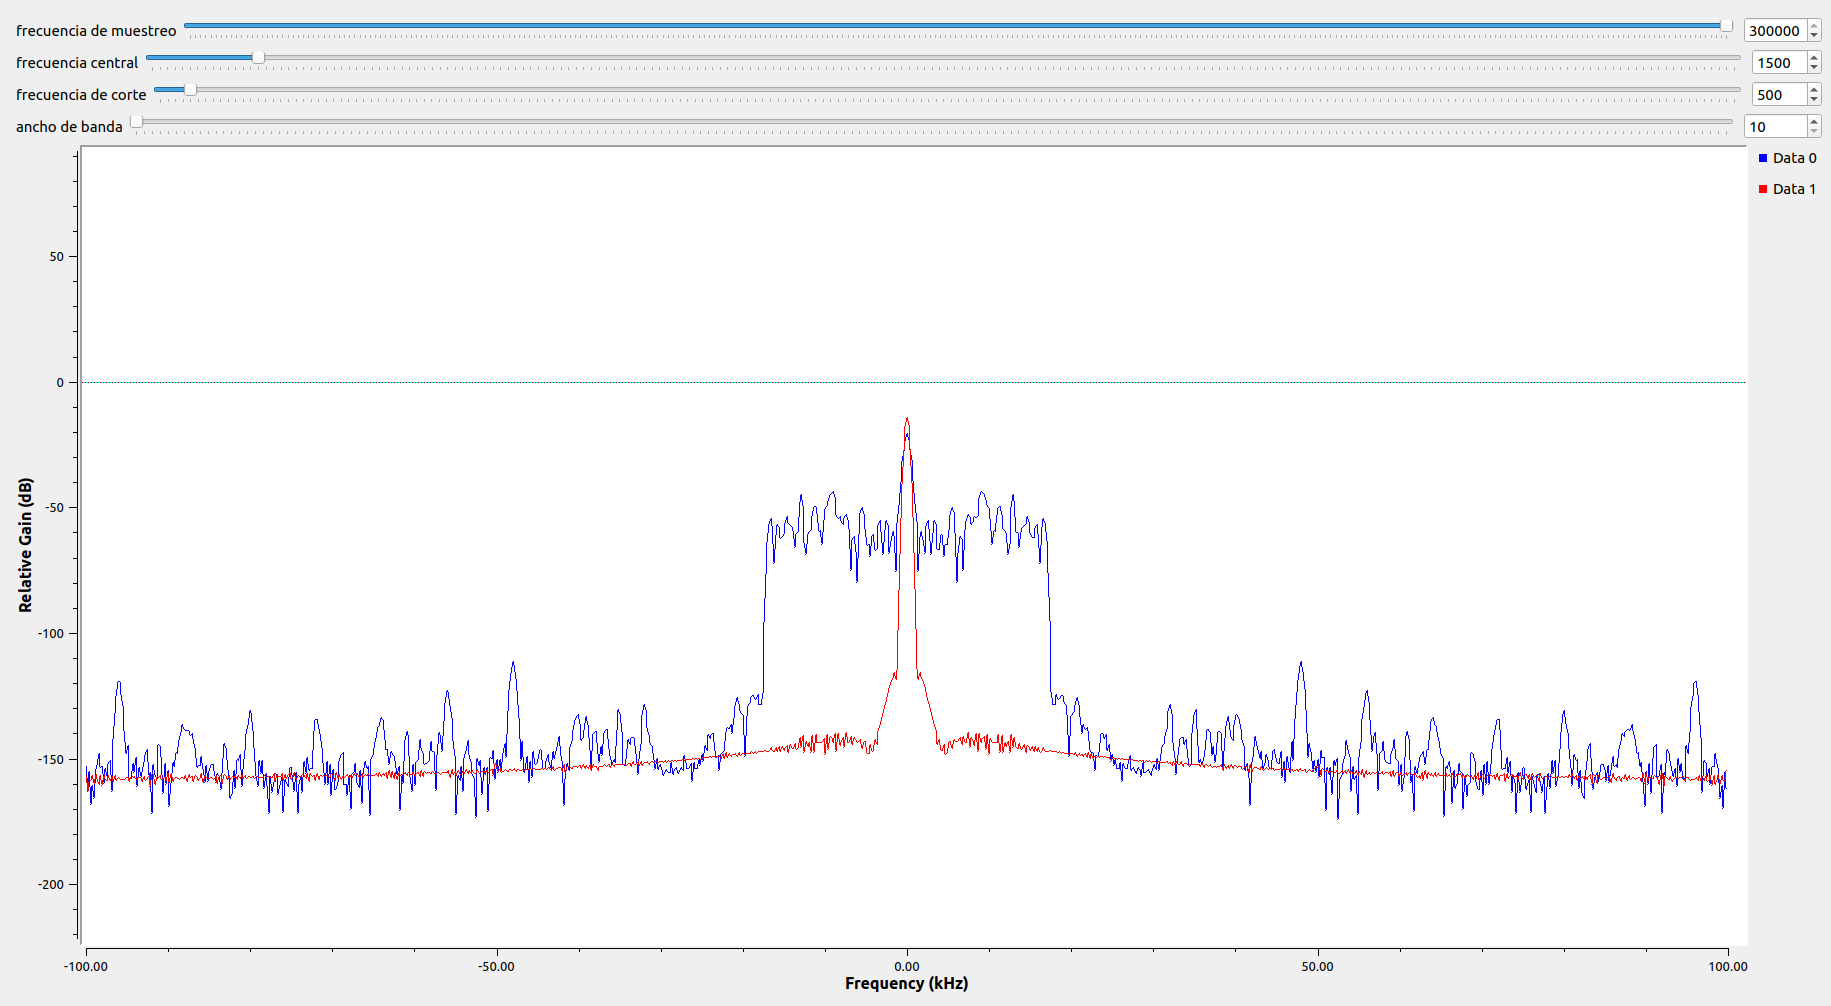 frecuencia de muestreo 300000
frecuencia central 1500
frecuencia de corte 500
ancho de banda 10
Data 0
Data 1
50
0
-50
-100
-150
-200
Relative Gain (dB)
-100.00 -50.00 0.00 50.00 100.00
Frequency (kHz)